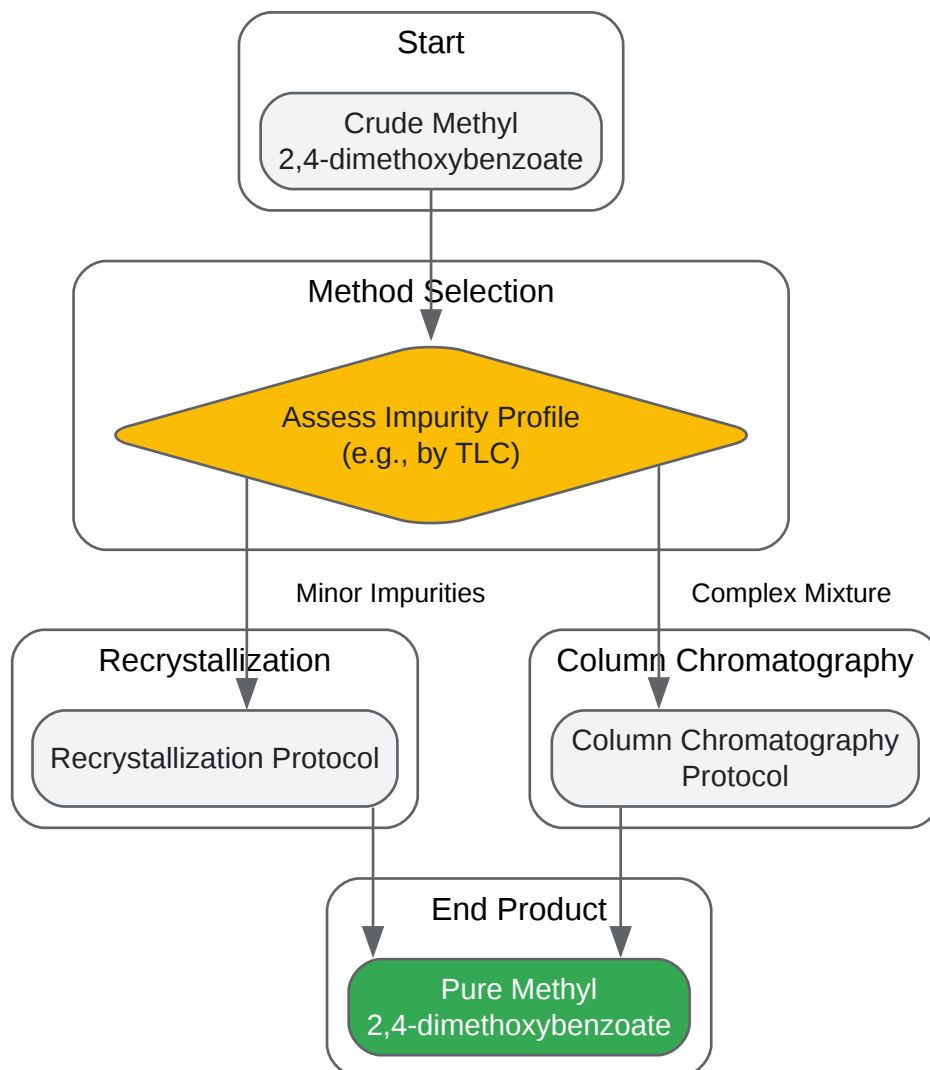 Start
Crude Methyl
2,4-dimethoxybenzoate
Method Selection
Assess Impurity Profile
(e.g., by TLC)
Minor Impurities
Complex Mixture
Recrystallization
Column Chromatography
Recrystallization Protocol
Column Chromatography
Protocol
End Product
Pure Methyl
2,4-dimethoxybenzoate